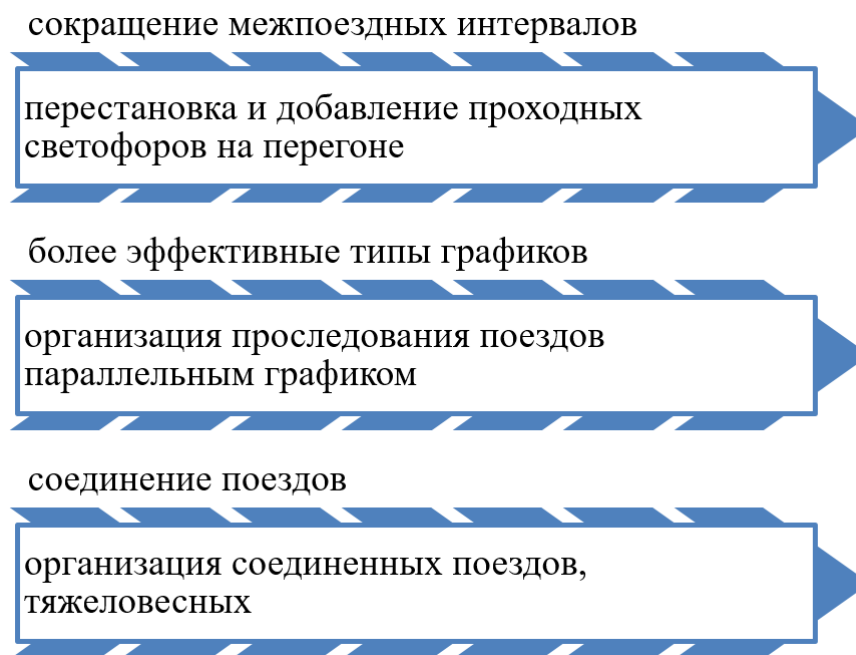 сокращение межпоездных интервалов
перестановка и добавление проходных
светофоров на перегоне
более эффективные типы графиков
организация проследования поездов
параллельным графиком
соединение поездов
организация соединенных поездов,
тяжеловесных